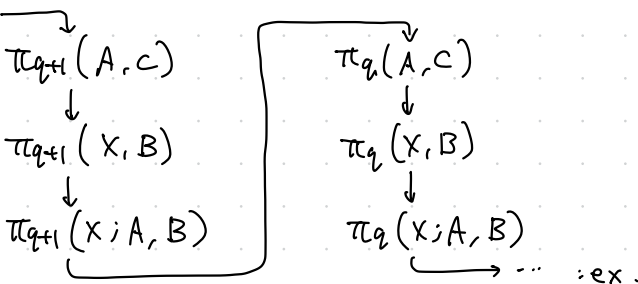 π_{q+1}(A,C) π_q(A,C)
↓ ↓
π_{q+1}(X,B) π_q(X,B)
↓ ↓
π_{q+1}(X;A,B) π_q(X;A,B)
→ ... :ex.